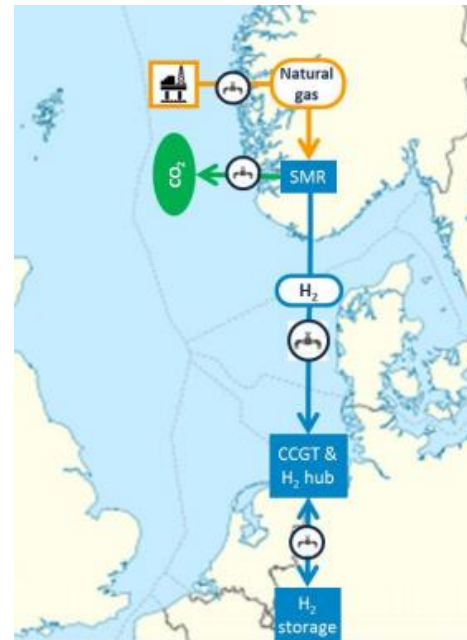 Natural
gas
CO₂
SMR
H₂
CCGT &
H₂ hub
H₂
storage